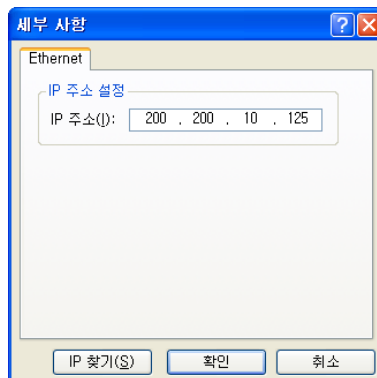 세부 사항
Ethernet
IP 주소 설정
IP 주소(I): 200 . 200 . 10 . 125
IP 찾기(S) 확인 취소